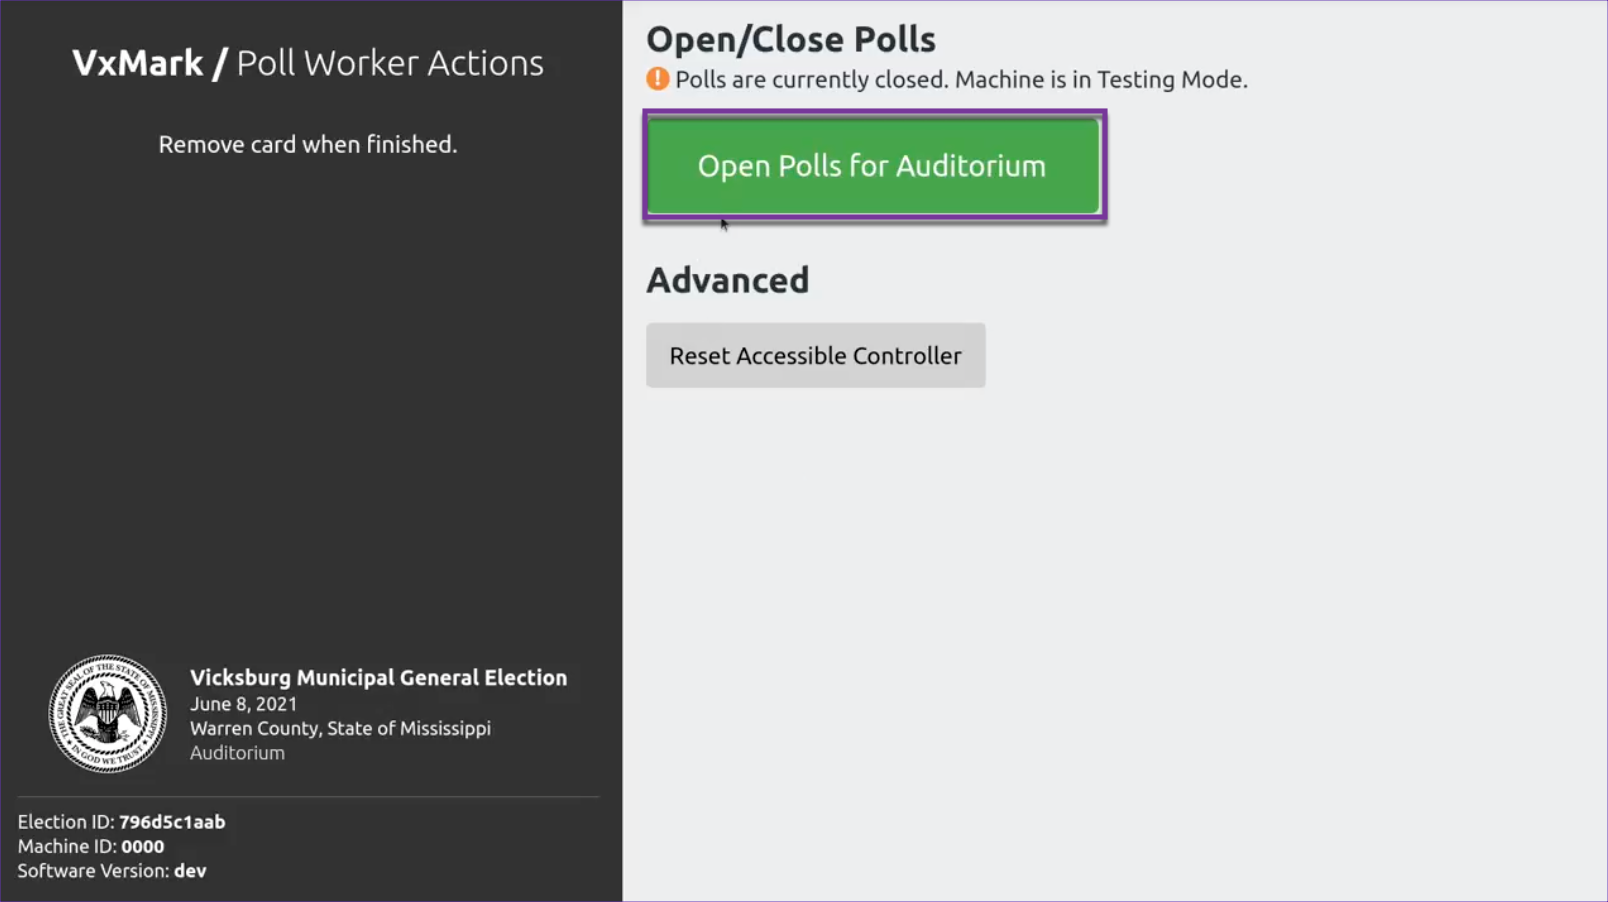 VxMark / Poll Worker Actions
Remove card when finished.
THE GREAT SEAL OF THE STATE OF MISSISSIPPI
IN GOD WE TRUST
Vicksburg Municipal General Election
June 8, 2021
Warren County, State of Mississippi
Auditorium
Election ID: 796d5c1aab
Machine ID: 0000
Software Version: dev
Open/Close Polls
Polls are currently closed. Machine is in Testing Mode.
Open Polls for Auditorium
Advanced
Reset Accessible Controller